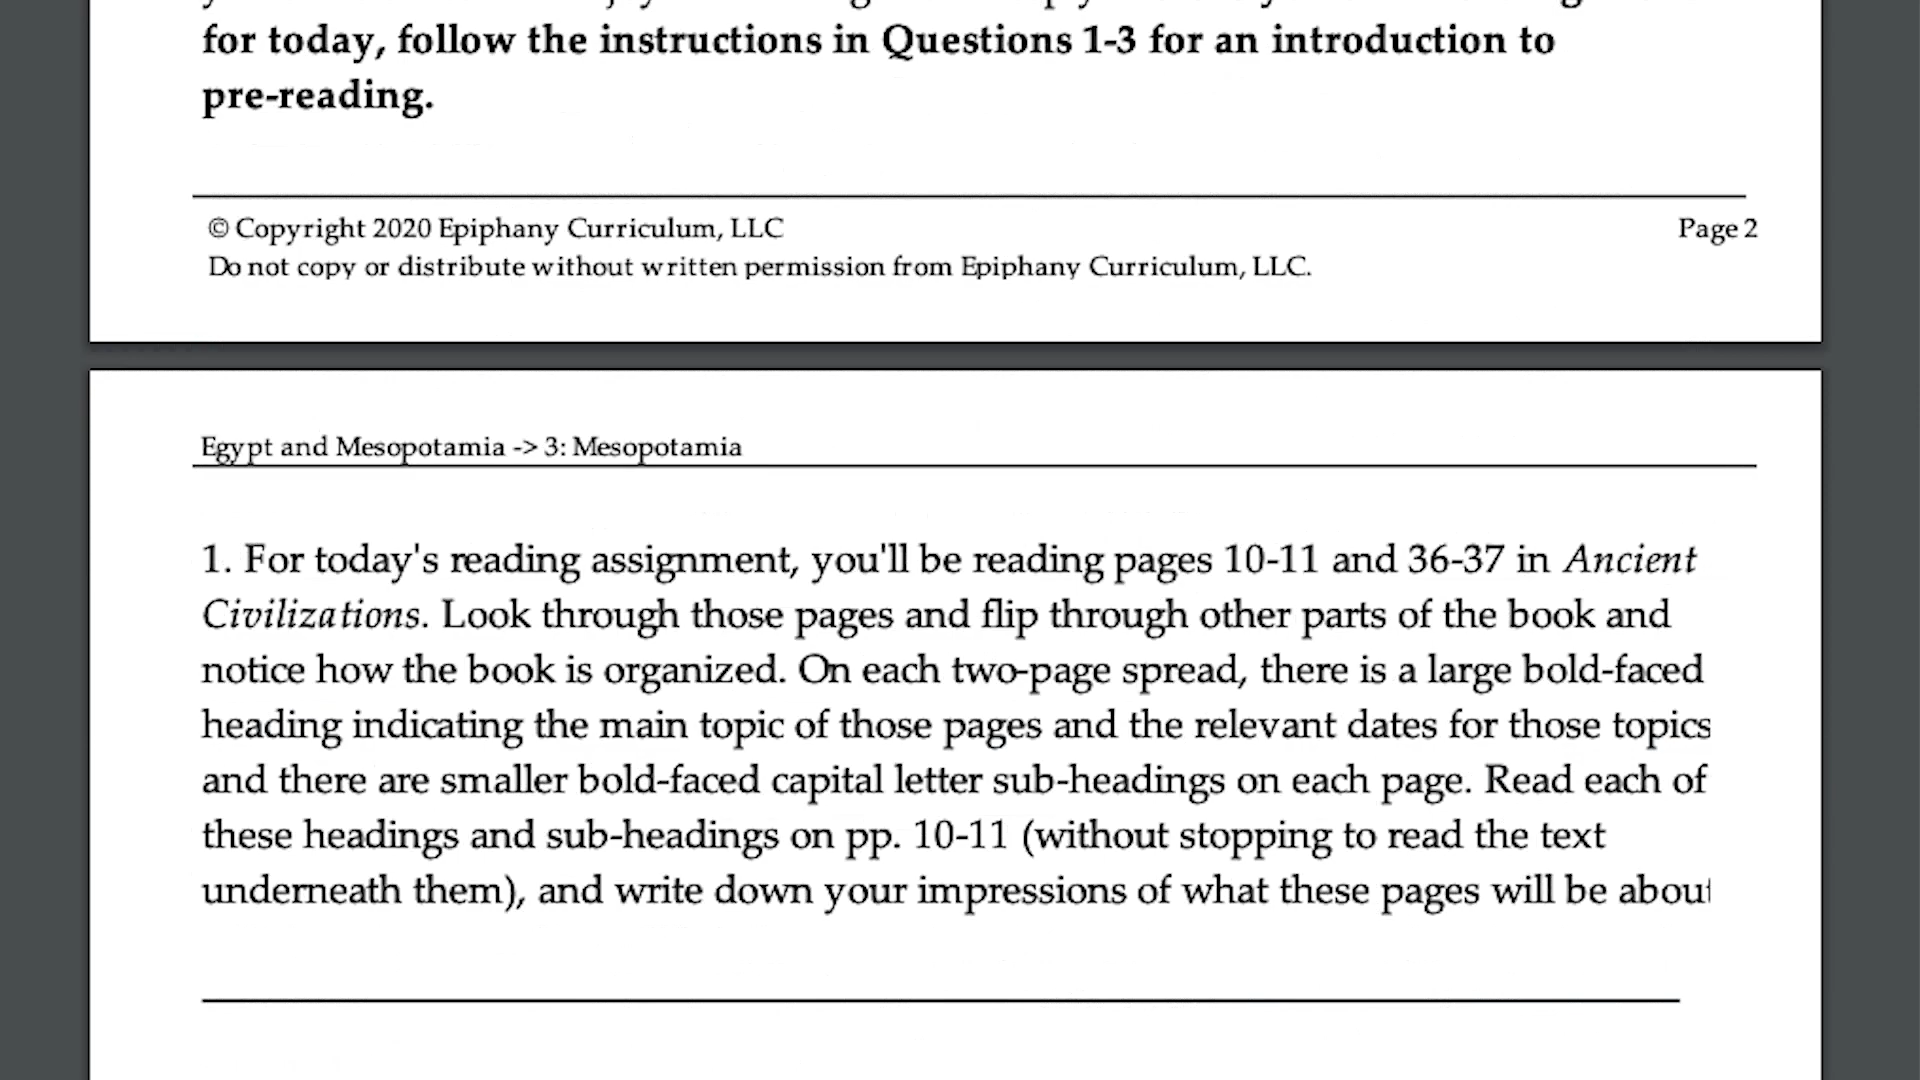 for today, follow the instructions in Questions 1-3 for an introduction to
pre-reading.
© Copyright 2020 Epiphany Curriculum, LLC
Page 2
Do not copy or distribute without written permission from Epiphany Curriculum, LLC.
Egypt and Mesopotamia -> 3: Mesopotamia
1. For today's reading assignment, you'll be reading pages 10-11 and 36-37 in Ancient
Civilizations. Look through those pages and flip through other parts of the book and
notice how the book is organized. On each two-page spread, there is a large bold-faced
heading indicating the main topic of those pages and the relevant dates for those topics
and there are smaller bold-faced capital letter sub-headings on each page. Read each of
these headings and sub-headings on pp. 10-11 (without stopping to read the text
underneath them), and write down your impressions of what these pages will be about